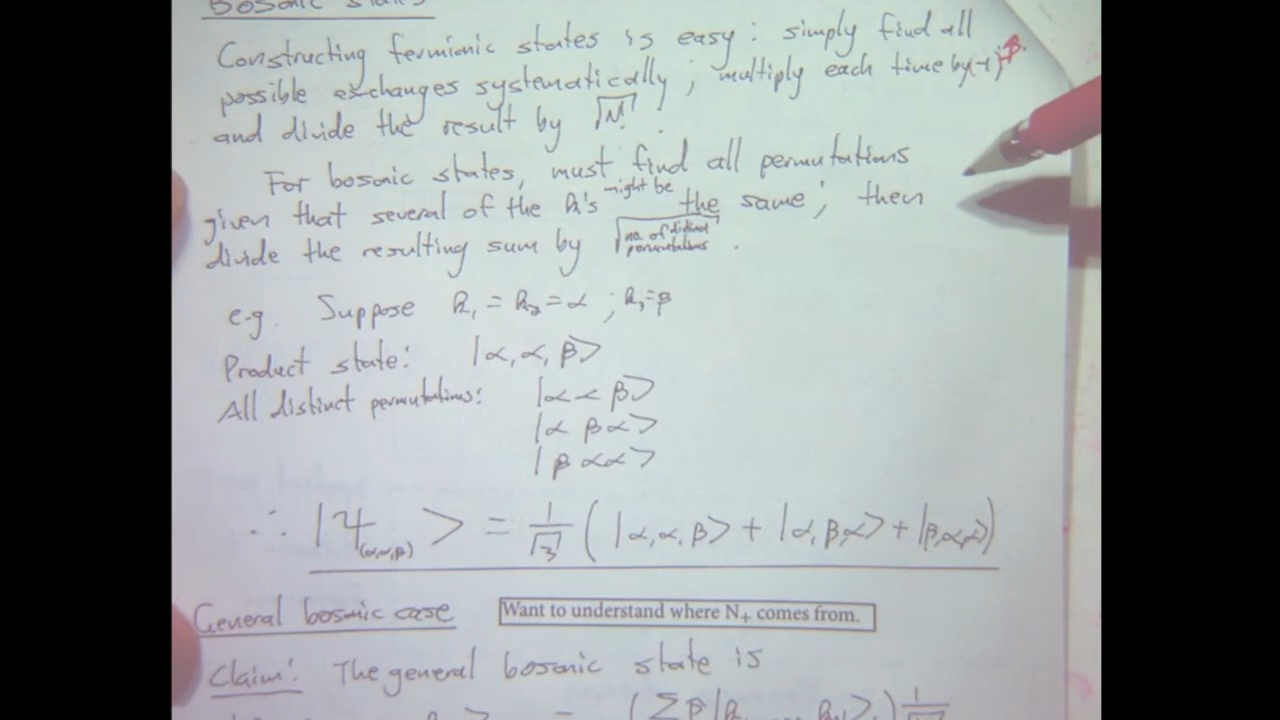 Bosonic states
Constructing fermionic states is easy: simply find all
possible exchanges systematically; multiply each time by (-1)^P
and divide the result by √N! .
For bosonic states, must find all permutations
given that several of the k's might be the same; then
divide the resulting sum by √no. of distinct permutations .
e.g. Suppose k₁ = k₂ = α ; k₃ = β
Product state: |α, α, β>
All distinct permutations: |α α β>
|α β α>
|β α α>
∴ |Ψ(α,α,β)> = 1/√3 ( |α, α, β> + |α, β, α> + |β, α, α>)
General bosonic case Want to understand where N₊ comes from.
Claim: The general bosonic state is